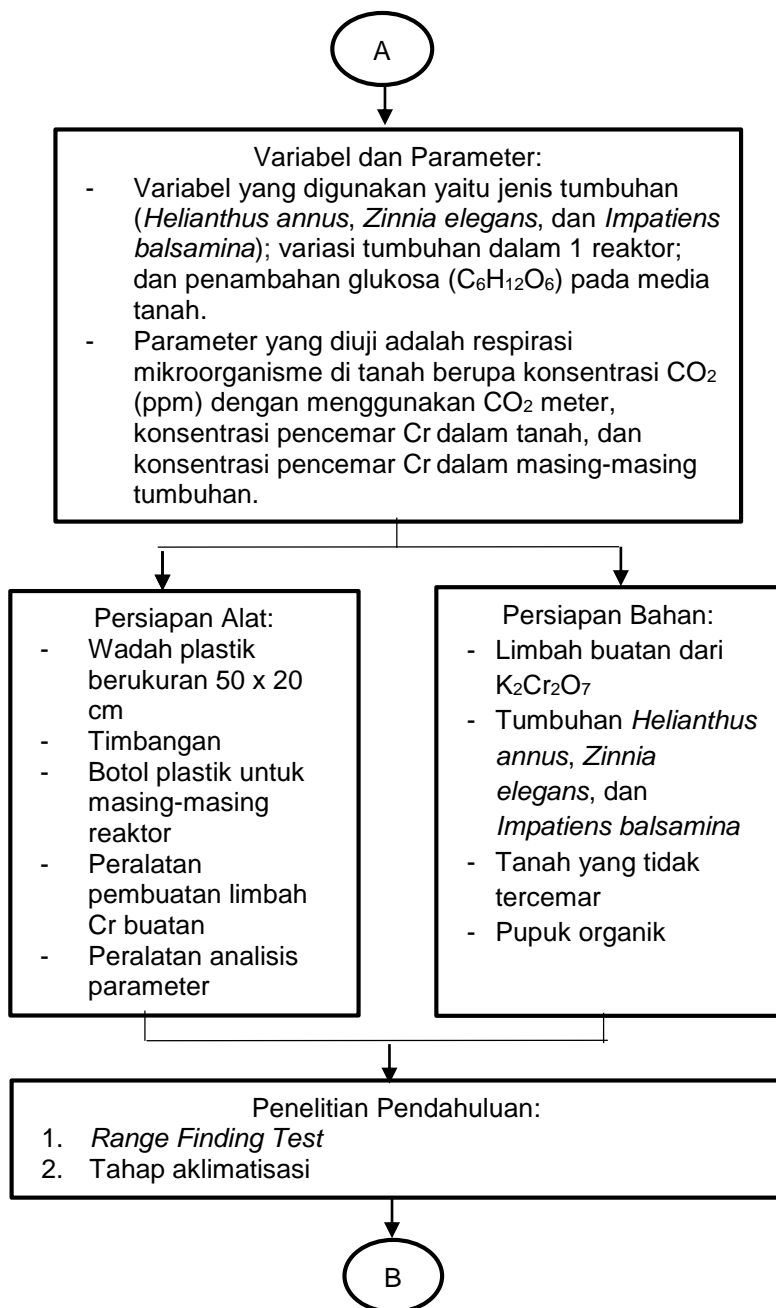 A
Variabel dan Parameter:
- Variabel yang digunakan yaitu jenis tumbuhan
(Helianthus annus, Zinnia elegans, dan Impatiens
balsamina); variasi tumbuhan dalam 1 reaktor;
dan penambahan glukosa (C₆H₁₂O₆) pada media
tanah.
- Parameter yang diuji adalah respirasi
mikroorganisme di tanah berupa konsentrasi CO₂
(ppm) dengan menggunakan CO₂ meter,
konsentrasi pencemar Cr dalam tanah, dan
konsentrasi pencemar Cr dalam masing-masing
tumbuhan.
Persiapan Alat:
- Wadah plastik
berukuran 50 x 20
cm
- Timbangan
- Botol plastik untuk
masing-masing
reaktor
- Peralatan
pembuatan limbah
Cr buatan
- Peralatan analisis
parameter
Persiapan Bahan:
- Limbah buatan dari
K₂Cr₂O₇
- Tumbuhan Helianthus
annus, Zinnia
elegans, dan
Impatiens balsamina
- Tanah yang tidak
tercemar
- Pupuk organik
Penelitian Pendahuluan:
1. Range Finding Test
2. Tahap aklimatisasi
B